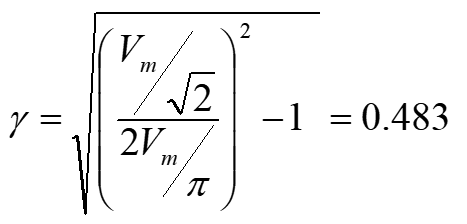 γ = √((V_m/√2)/(2V_m/π))² − 1 = 0.483